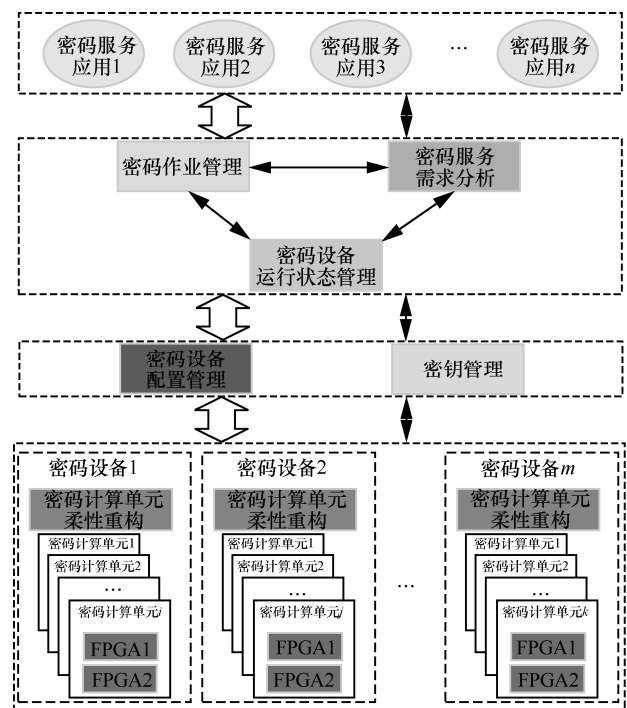 密码服务
应用1
密码服务
应用2
密码服务
应用3
...
密码服务
应用n
密码作业管理
密码服务
需求分析
密码设备
运行状态管理
密码设备
配置管理
密钥管理
密码设备1
密码计算单元
柔性重构
密码计算单元1
密码计算单元2
...
密码计算单元i
FPGA1
FPGA2
密码设备2
密码计算单元
柔性重构
密码计算单元1
密码计算单元2
...
密码计算单元j
FPGA1
FPGA2
...
密码设备m
密码计算单元
柔性重构
密码计算单元1
密码计算单元2
...
密码计算单元k
FPGA1
FPGA2